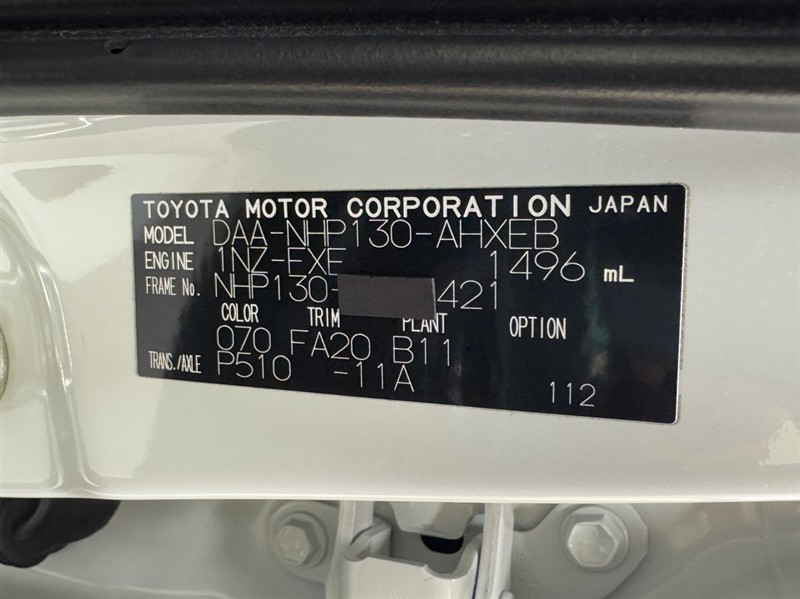 TOYOTA MOTOR CORPORATION JAPAN
MODEL DAA-NHP130-AHXEB
ENGINE 1NZ-EXE 1496 mL
FRAME No. NHP130- 421
COLOR TRIM PLANT OPTION
070 FA20 B11
TRANS./AXLE P510 -11A
112